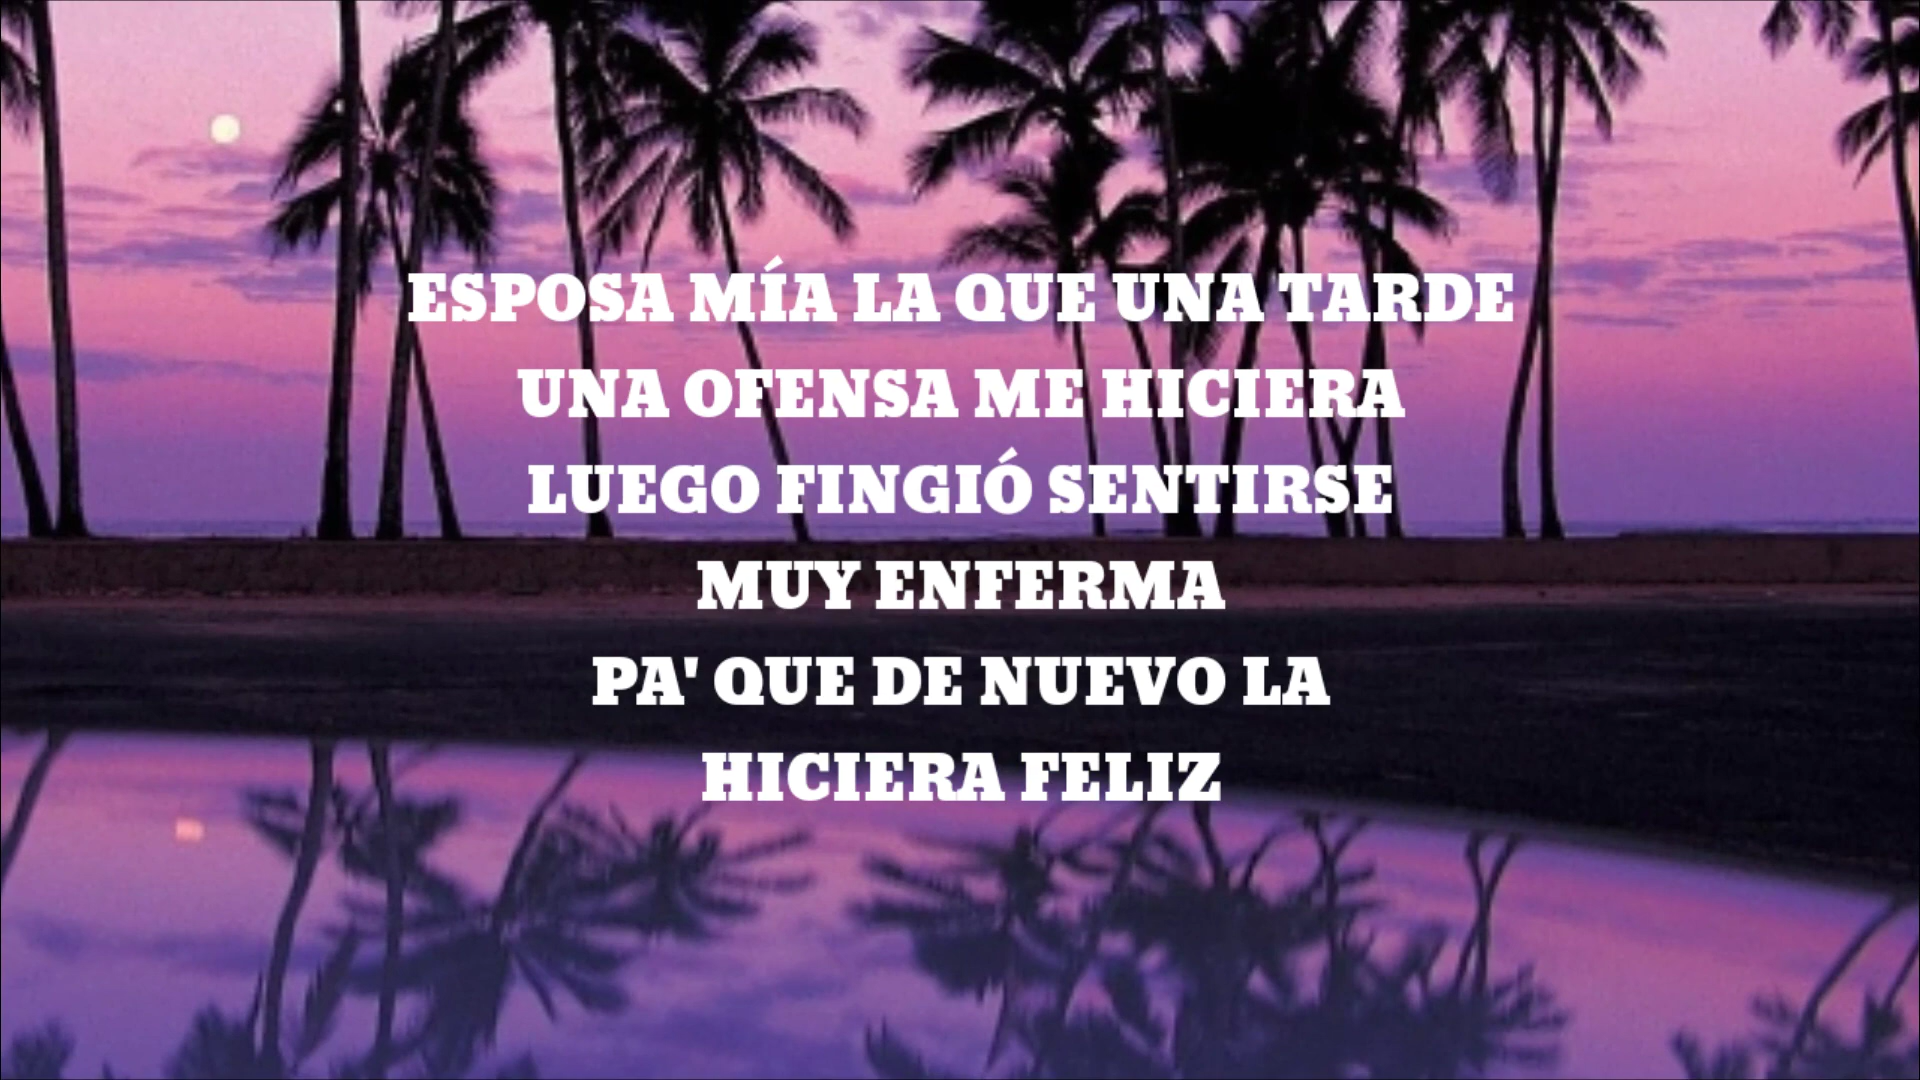 ESPOSA MÍA LA QUE UNA TARDE
UNA OFENSA ME HICIERA
LUEGO FINGIÓ SENTIRSE
MUY ENFERMA
PA' QUE DE NUEVO LA
HICIERA FELIZ